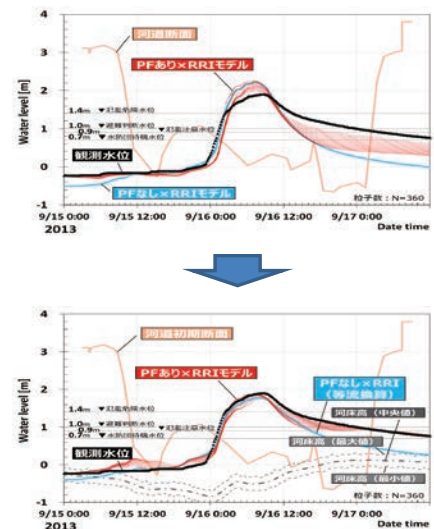 4
河道断面
3
PFあり×RRIモデル
2
1.4m ▼氾濫危険水位
1.0m ▼避難判断水位
0.9m ▼氾濫注意水位
0.7m ▼水防団待機水位
1
観測水位
0
PFなし×RRIモデル
-1
粒子数:N=360
Water level [m]
9/15 0:00 9/15 12:00 9/16 0:00 9/16 12:00 9/17 0:00
2013
Date time
4
河道初期断面
3
PFあり×RRIモデル
PFなし×RRI
(等流換算)
2
河床高(中央値)
1.4m ▼氾濫危険水位
1.0m ▼避難判断水位
0.9m ▼氾濫注意水位
0.7m ▼水防団待機水位
1
河床高(最大値)
観測水位
0
河床高(最小値)
-1
粒子数:N=360
Water level [m]
9/15 0:00 9/15 12:00 9/16 0:00 9/16 12:00 9/17 0:00
2013
Date time